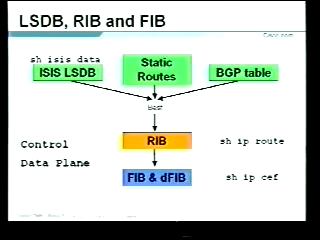 LSDB, RIB and FIB
sh isis data
Static
Routes
ISIS LSDB
BGP table
Best
Control
RIB
sh ip route
Data Plane
FIB & dFIB
sh ip cef